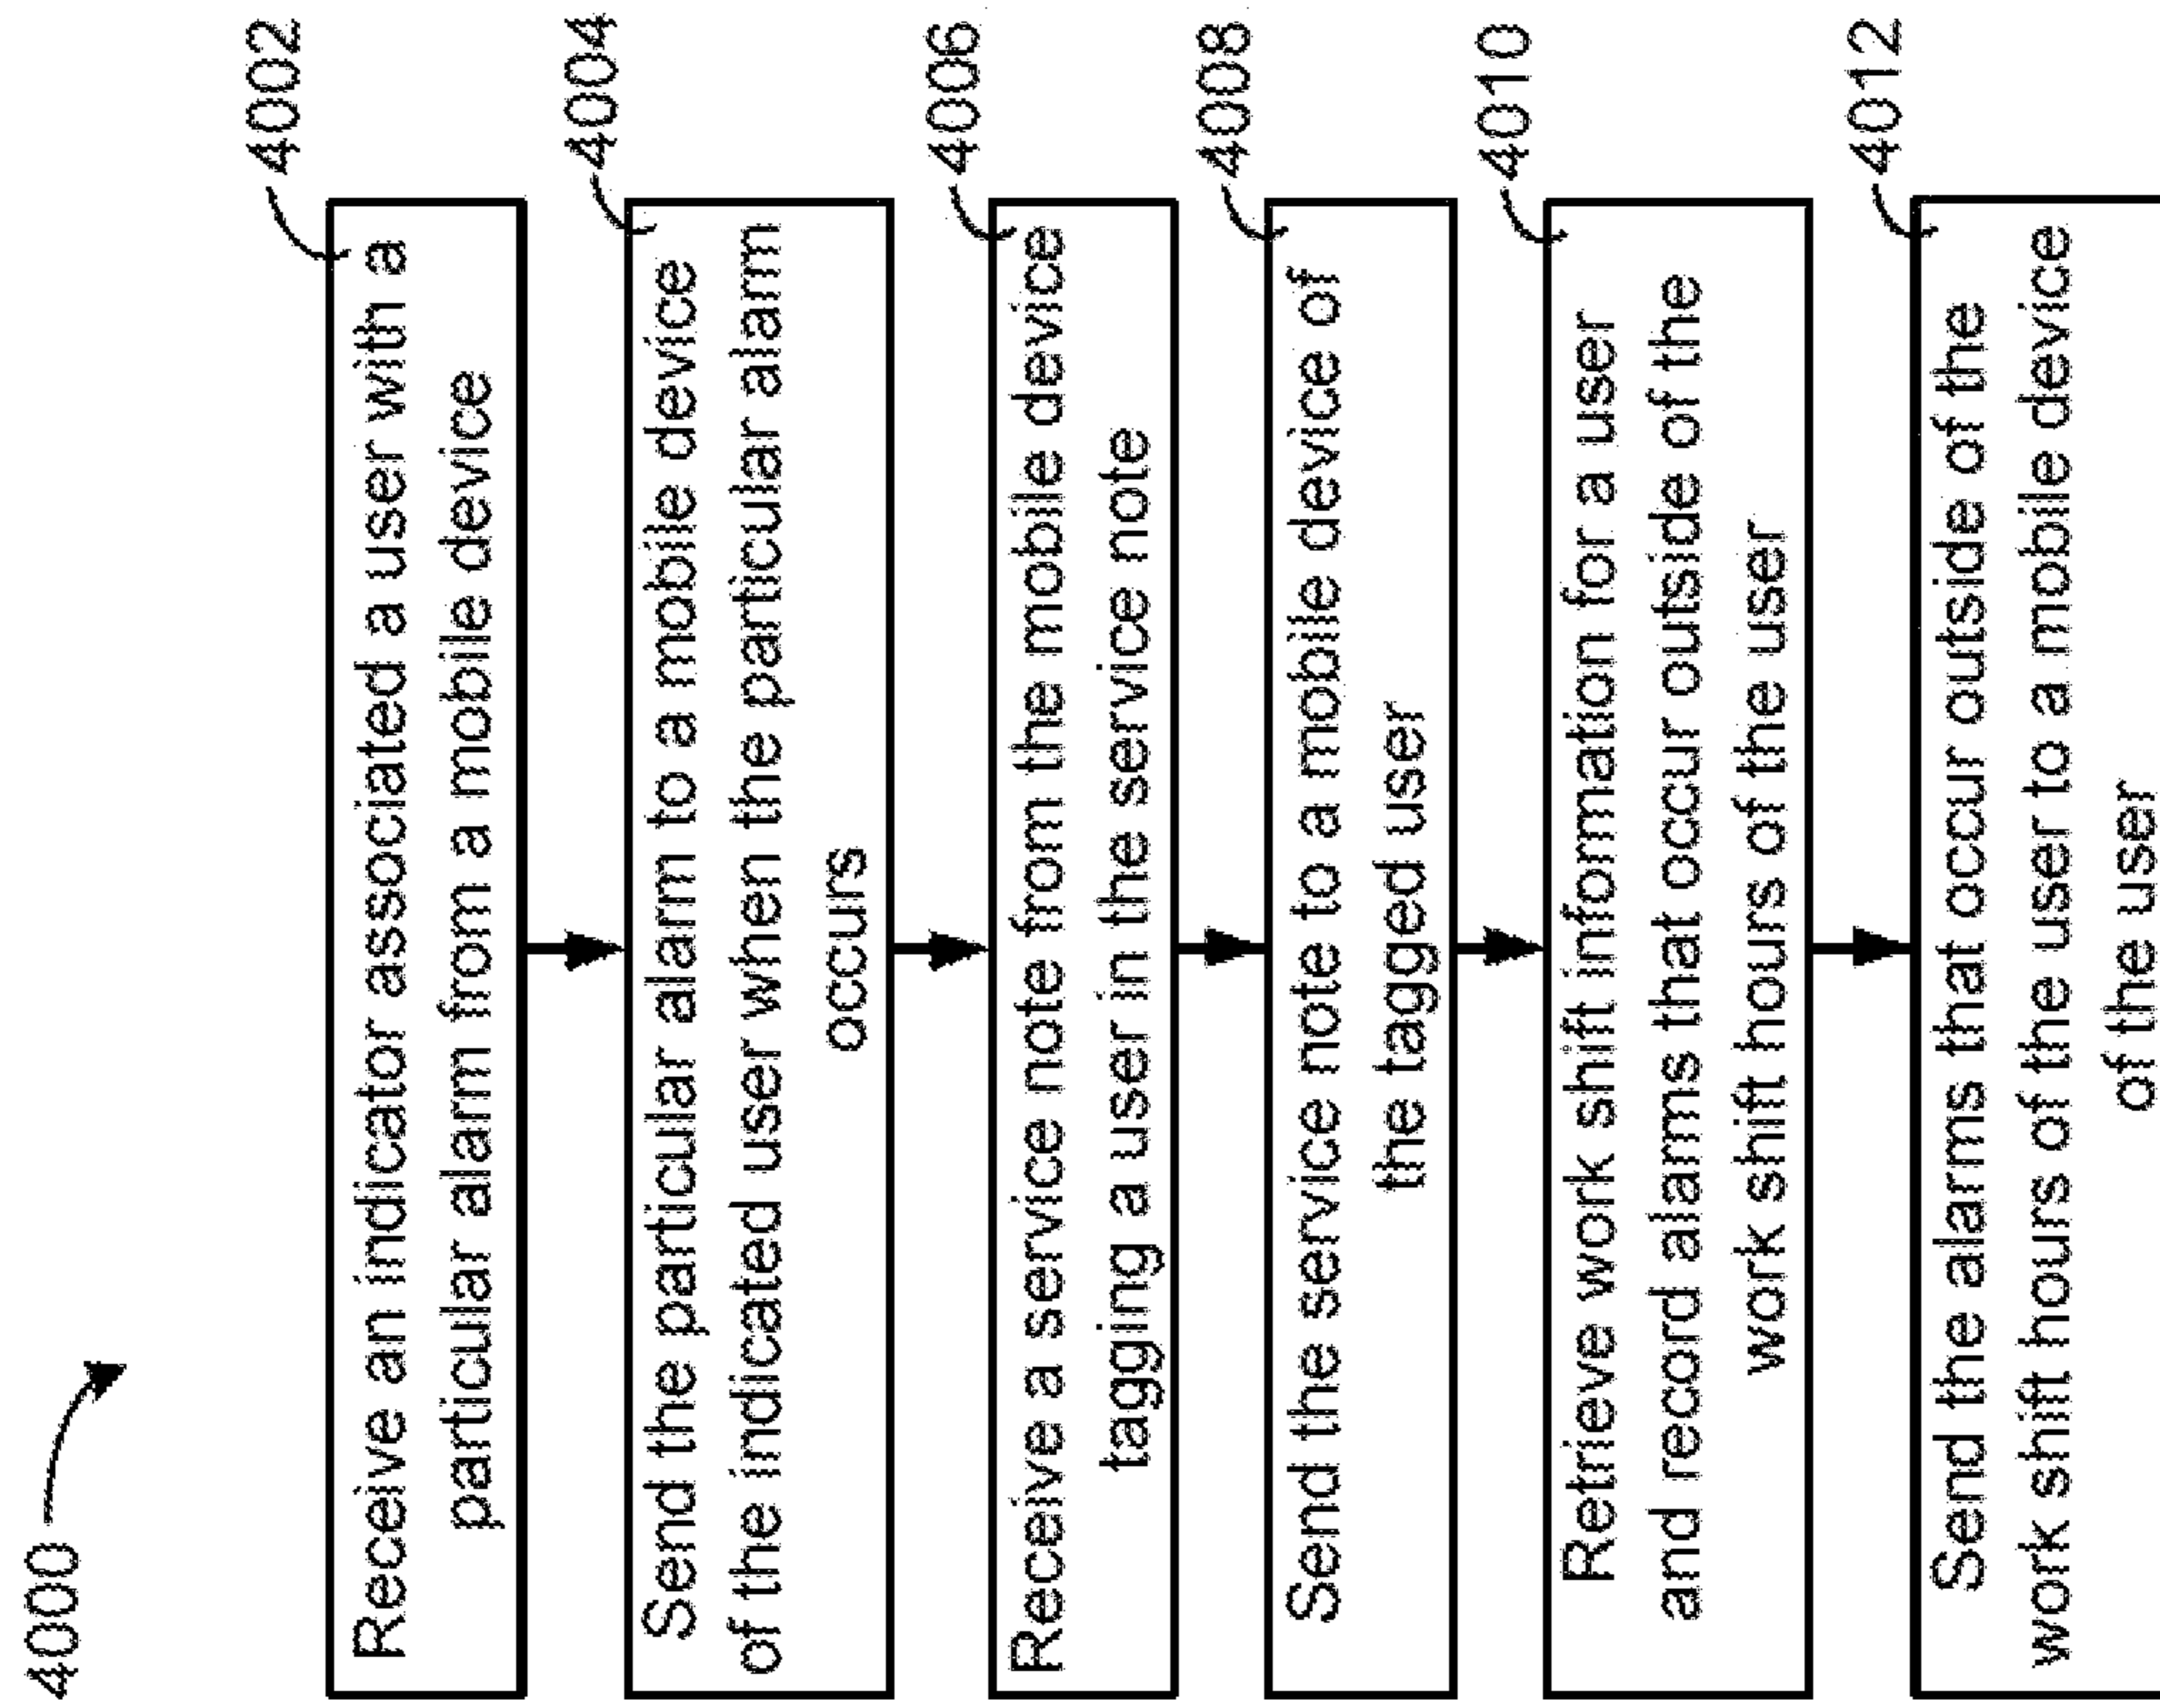 4000
4002
Receive an indicator associated a user with a
particular alarm from a mobile device
4004
Send the particular alarm to a mobile device
of the indicated user when the particular alarm
occurs
4006
Receive a service note from the mobile device
tagging a user in the service note
4008
Send the service note to a mobile device of
the tagged user
4010
Retrieve work shift information for a user
and record alarms that occur outside of the
work shift hours of the user
4012
Send the alarms that occur outside of the
work shift hours of the user to a mobile device
of the user